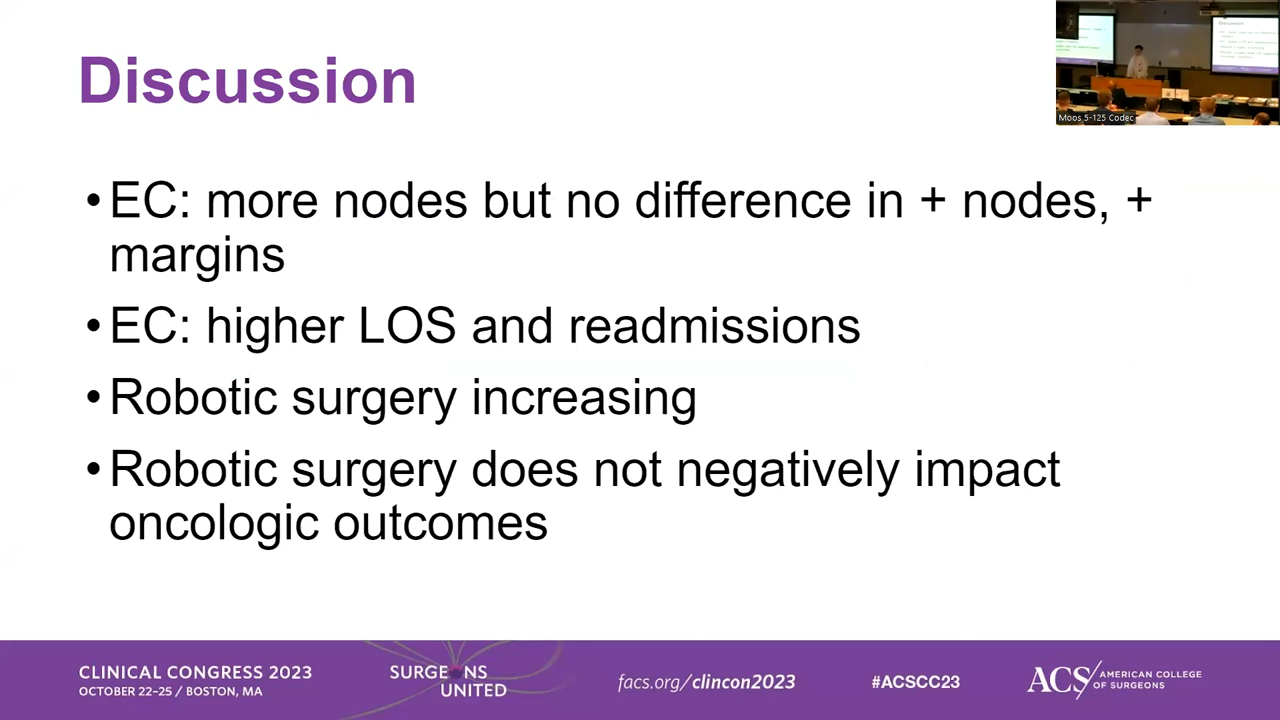 Discussion
Moos 5-125 Codec
•EC: more nodes but no difference in + nodes, +
margins
•EC: higher LOS and readmissions
•Robotic surgery increasing
•Robotic surgery does not negatively impact
oncologic outcomes
CLINICAL CONGRESS 2023
OCTOBER 22–25 / BOSTON, MA
SURGEONS
UNITED
facs.org/clincon2023
#ACSCC23
ACS
AMERICAN COLLEGE
OF SURGEONS